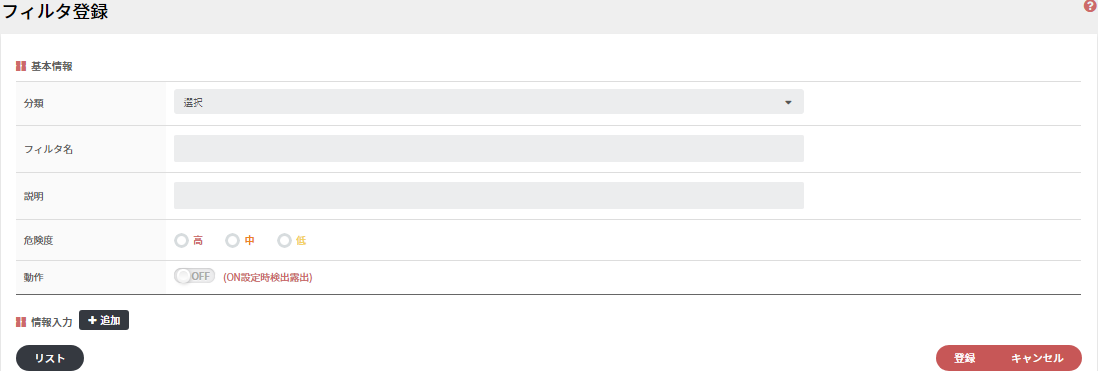 フィルタ登録
基本情報
分類
選択
フィルタ名
説明
危険度
高 中 低
動作
OFF (ON設定時検出露出)
情報入力 追加
リスト
登録 キャンセル